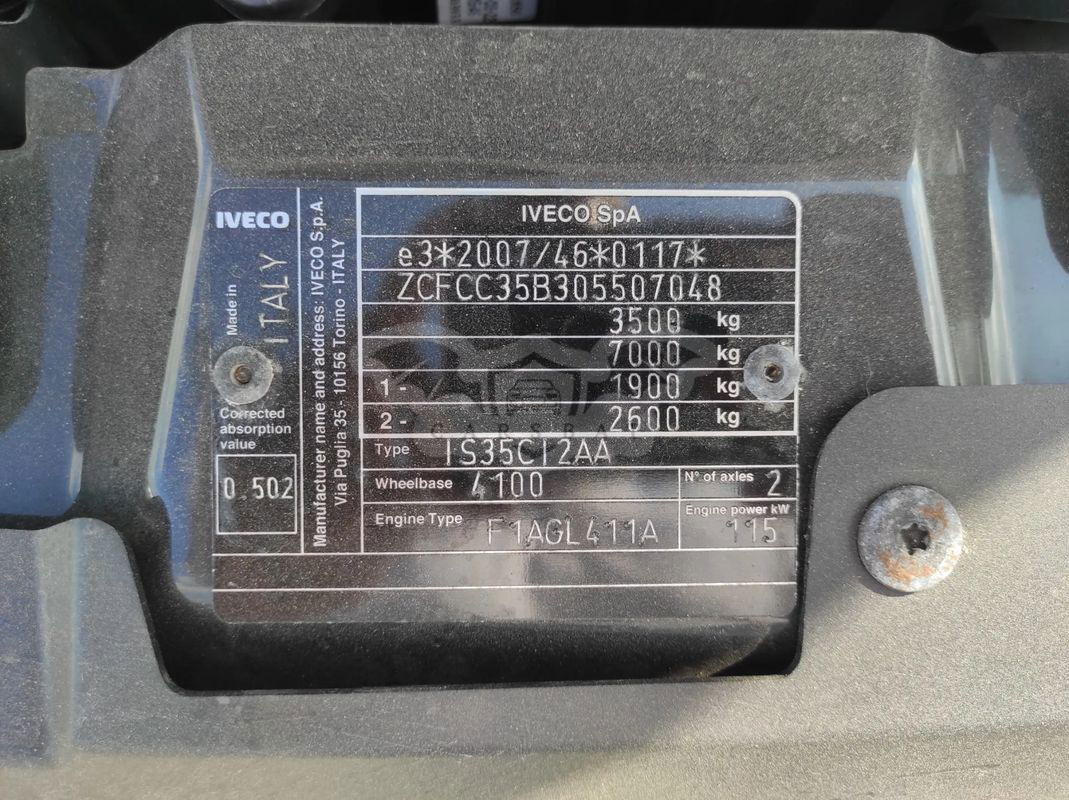 IVECO
Made in ITALY
Corrected
absorption
value
0.502
Manufacturer name and address: IVECO S.p.A.
Via Puglia 35 - 10156 Torino - ITALY
IVECO SpA
e3*2007/46*0117*
ZCFCC35B305507048
3500 kg
7000 kg
1- 1900 kg
2- 2600 kg
Type IS35CI2AA
Wheelbase 4100
N° of axles 2
Engine Type F1AGL411A
Engine power kW
115